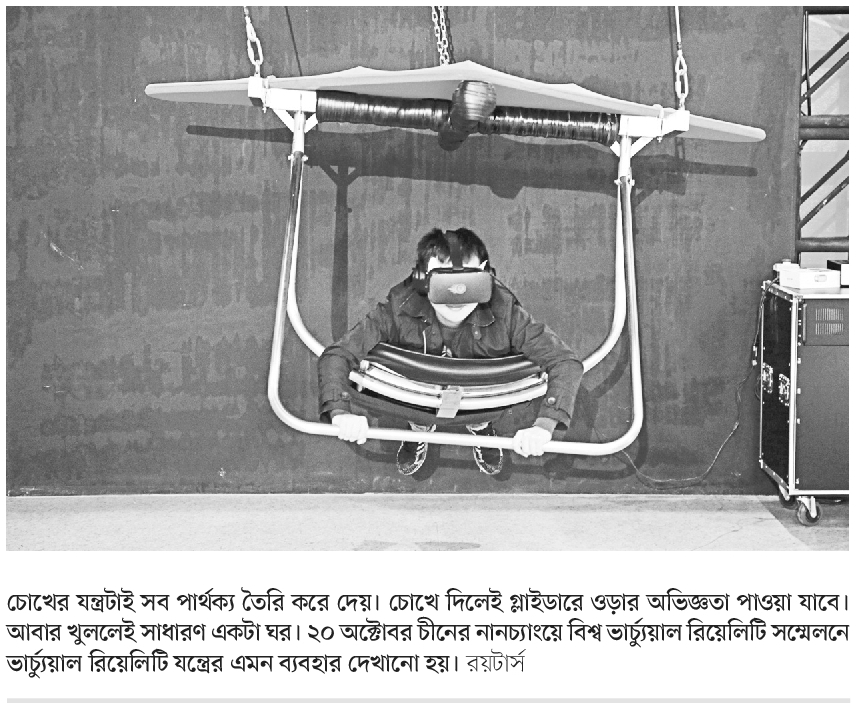 চোখের যন্ত্রটাই সব পার্থক্য তৈরি করে দেয়। চোখে দিলেই গ্লাইডারে ওড়ার অভিজ্ঞতা পাওয়া যাবে।
আবার খুললেই সাধারণ একটা ঘর। ২০ অক্টোবর চীনের নানচ্যাংয়ে বিশ্ব ভার্চ্যুয়াল রিয়েলিটি সম্মেলনে
ভার্চ্যুয়াল রিয়েলিটি যন্ত্রের এমন ব্যবহার দেখানো হয়। রয়টার্স